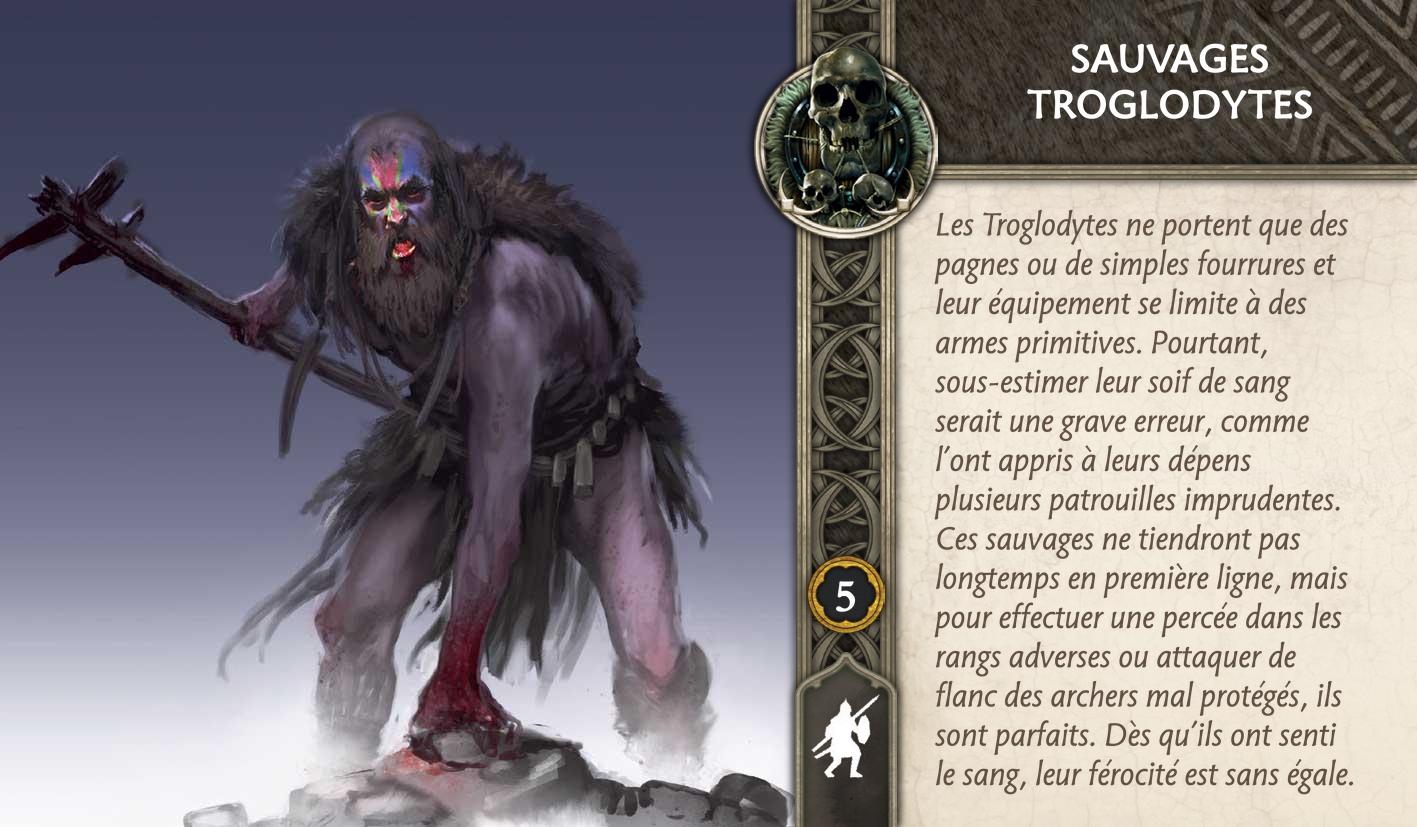 SAUVAGES
TROGLODYTES
Les Troglodytes ne portent que des
pagnes ou de simples fourrures et
leur équipement se limite à des
armes primitives. Pourtant,
sous-estimer leur soif de sang
serait une grave erreur, comme
l'ont appris à leurs dépens
plusieurs patrouilles imprudentes.
Ces sauvages ne tiendront pas
longtemps en première ligne, mais
pour effectuer une percée dans les
rangs adverses ou attaquer de
flanc des archers mal protégés, ils
sont parfaits. Dès qu'ils ont senti
le sang, leur férocité est sans égale.
5